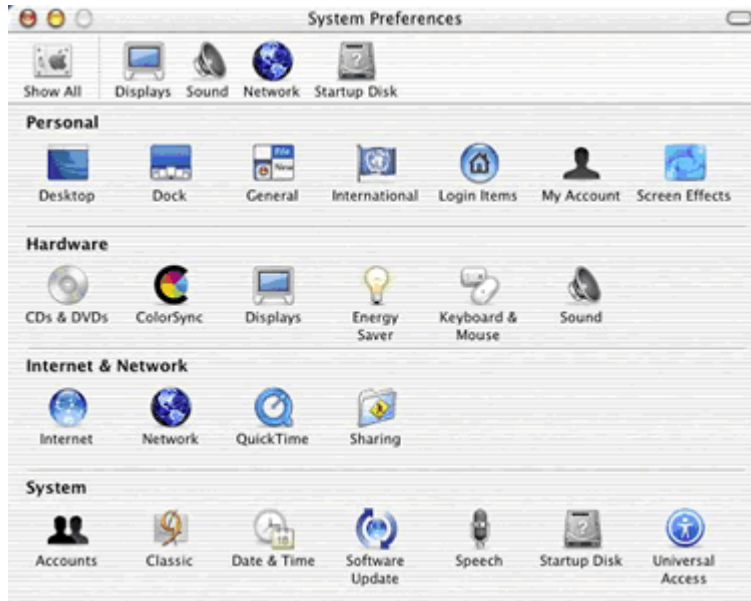 System Preferences
Show All Displays Sound Network Startup Disk
Personal
Desktop Dock General International Login Items My Account Screen Effects
Hardware
CDs & DVDs ColorSync Displays Energy Saver Keyboard & Mouse Sound
Internet & Network
Internet Network QuickTime Sharing
System
Accounts Classic Date & Time Software Update Speech Startup Disk Universal Access